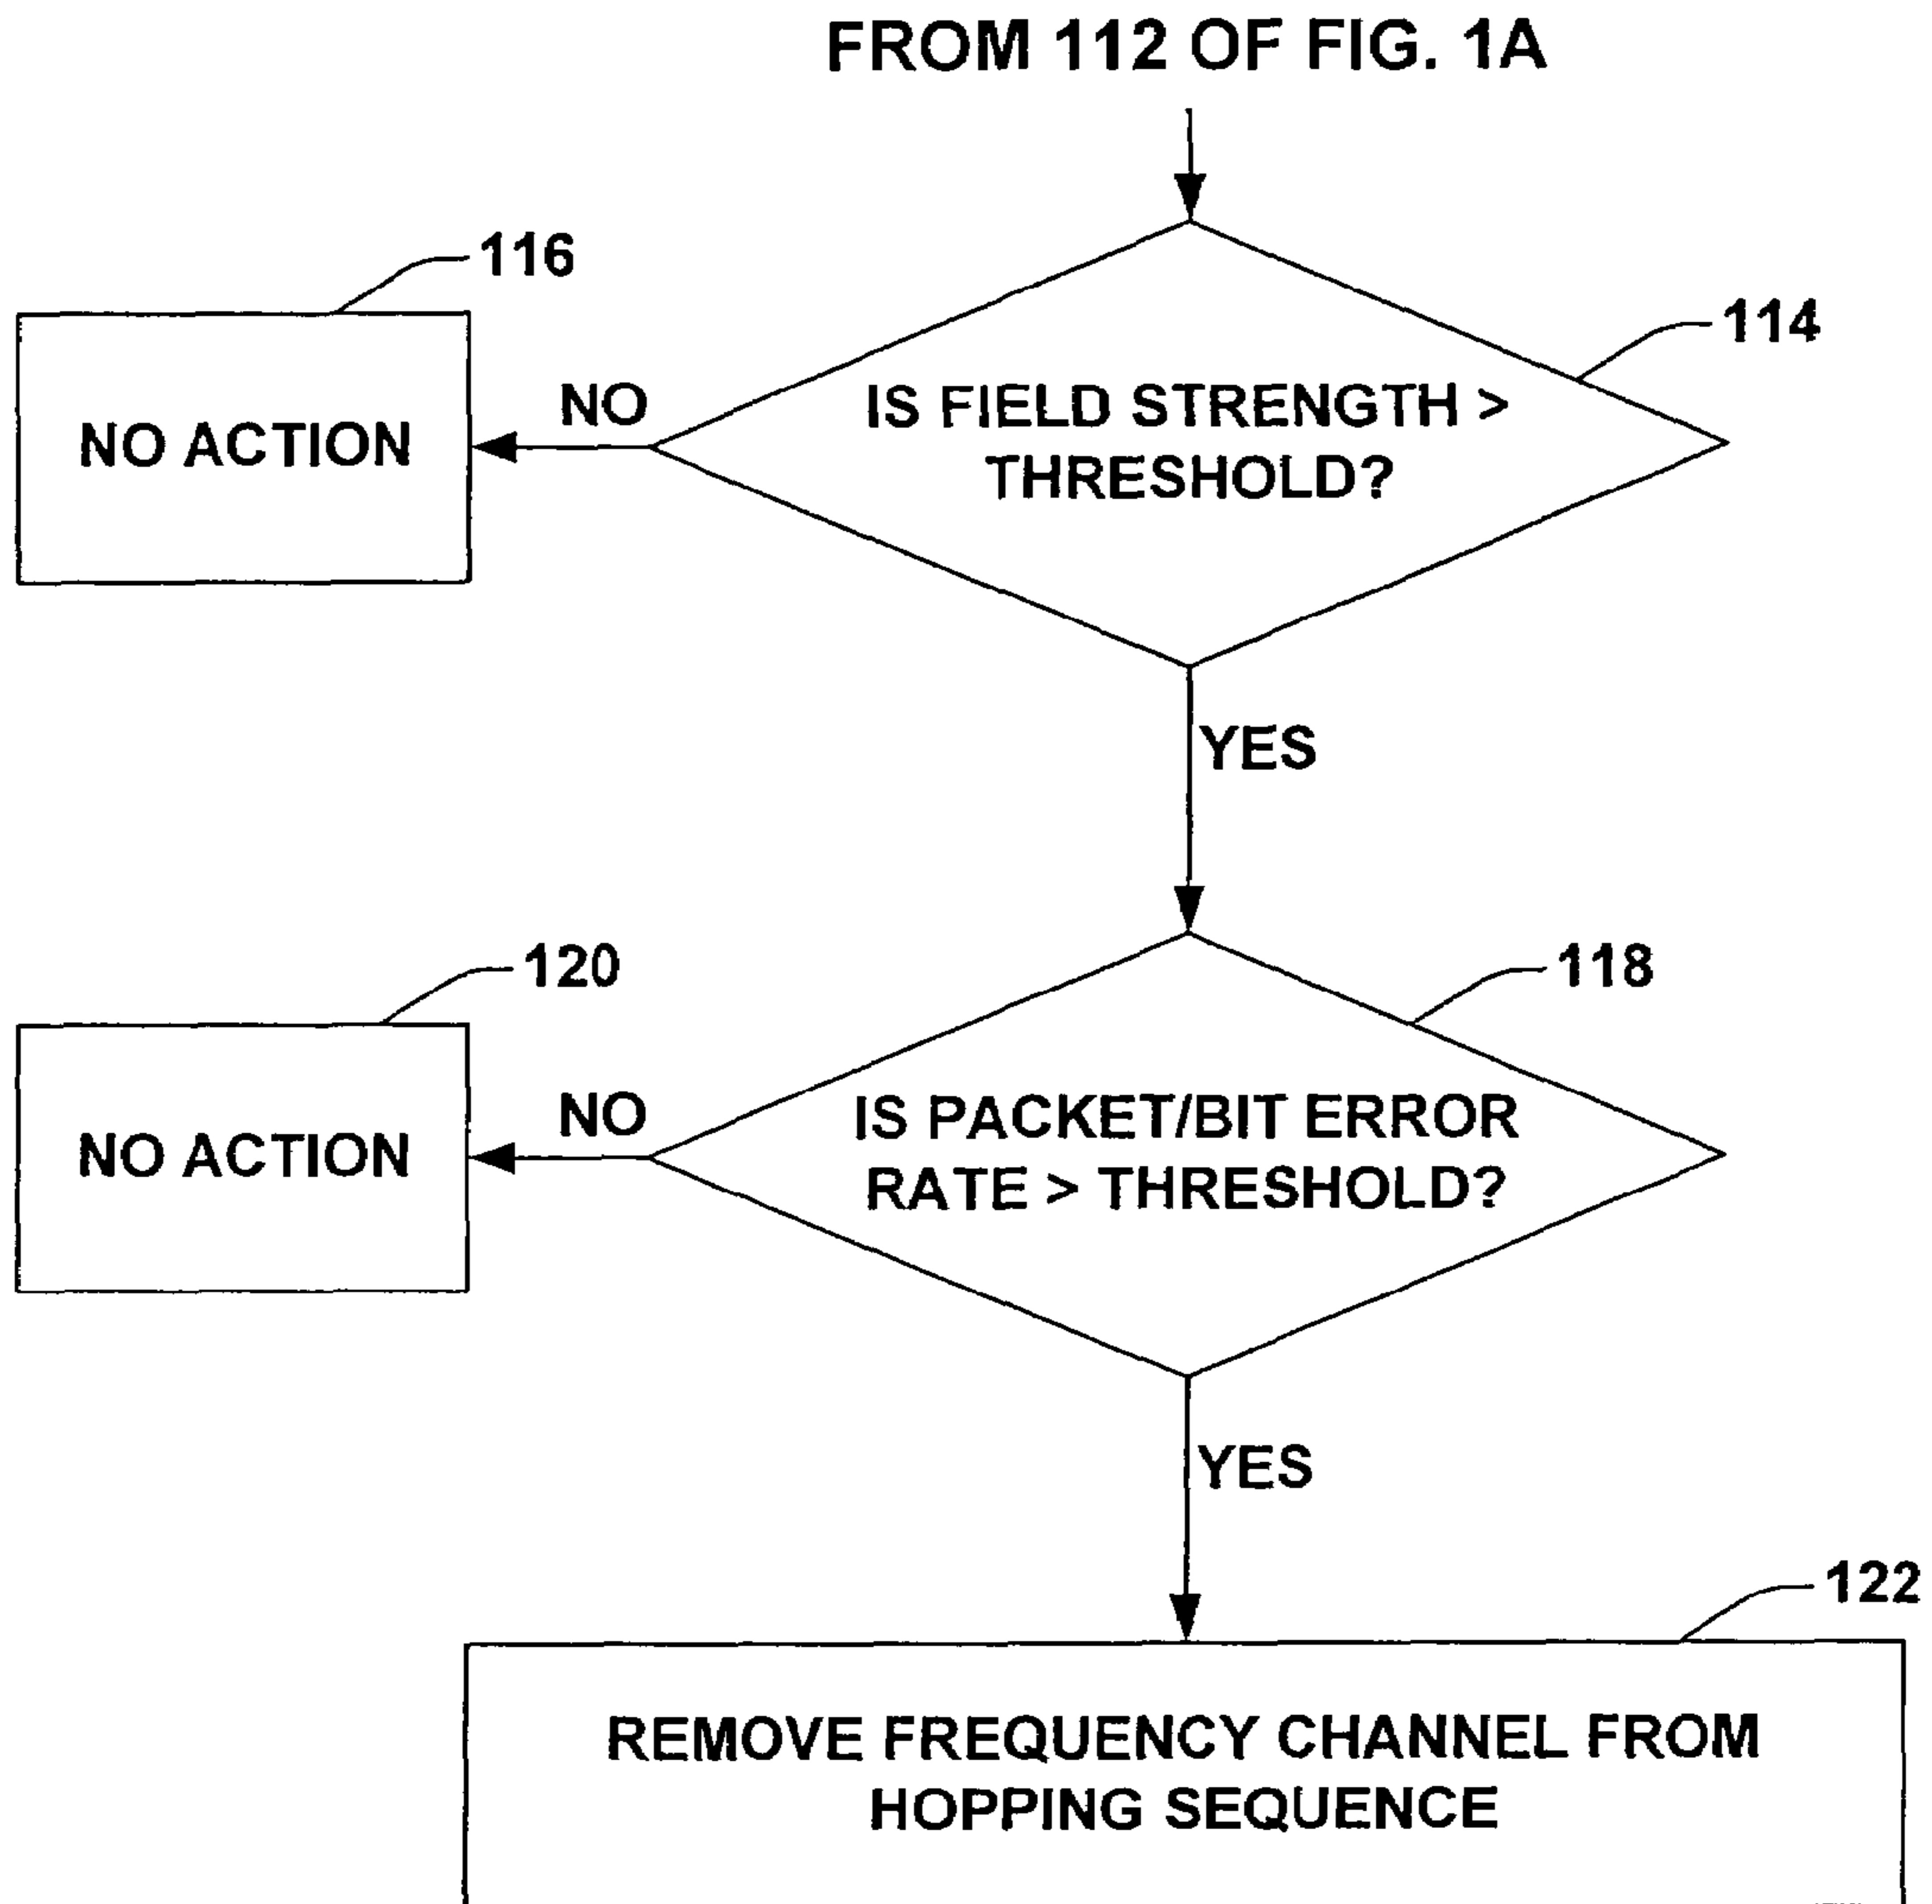 FROM 112 OF FIG. 1A
116
114
NO ACTION
NO
IS FIELD STRENGTH >
THRESHOLD?
YES
120
118
NO ACTION
NO
IS PACKET/BIT ERROR
RATE > THRESHOLD?
YES
122
REMOVE FREQUENCY CHANNEL FROM
HOPPING SEQUENCE